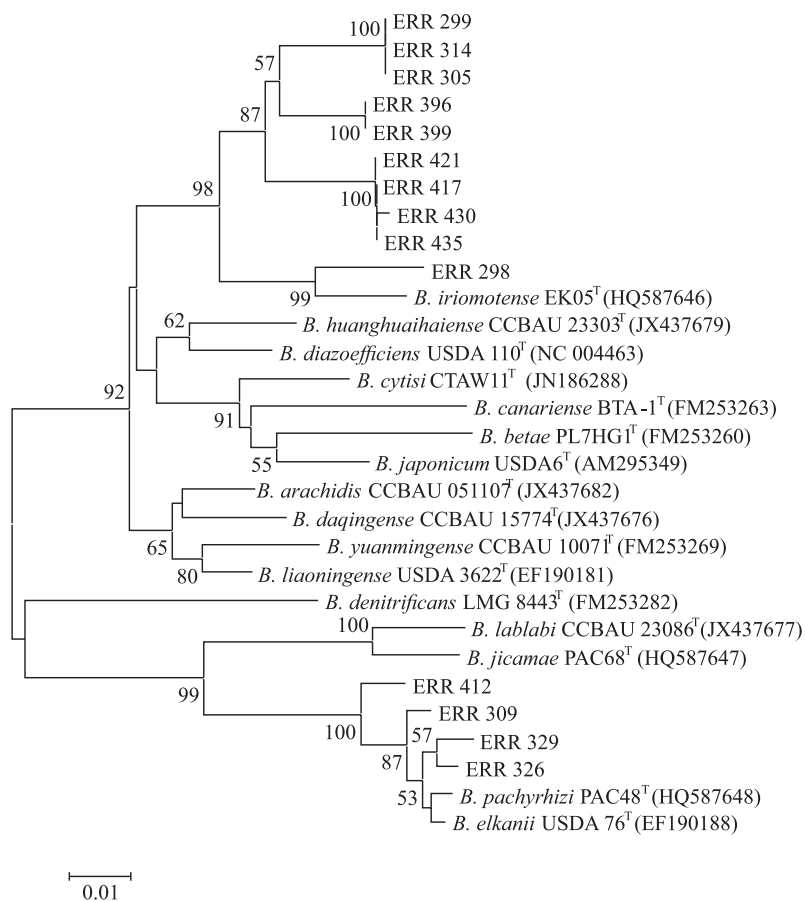 ERR 299
100
ERR 314
57
ERR 305
ERR 396
87
100
ERR 399
ERR 421
98
ERR 417
100
ERR 430
ERR 435
ERR 298
99
B. iriomotense EK05ᵀ (HQ587646)
62
B. huanghuaihaiense CCBAU 23303ᵀ (JX437679)
B. diazoefficiens USDA 110ᵀ (NC 004463)
B. cytisi CTAW11ᵀ (JN186288)
92
91
B. canariense BTA-1ᵀ (FM253263)
B. betae PL7HG1ᵀ (FM253260)
55
B. japonicum USDA6ᵀ (AM295349)
B. arachidis CCBAU 051107ᵀ (JX437682)
B. daqingense CCBAU 15774ᵀ (JX437676)
65
B. yuanmingense CCBAU 10071ᵀ (FM253269)
80
B. liaoningense USDA 3622ᵀ (EF190181)
B. denitrificans LMG 8443ᵀ (FM253282)
100
B. lablabi CCBAU 23086ᵀ (JX437677)
B. jicamae PAC68ᵀ (HQ587647)
99
ERR 412
100
ERR 309
57
ERR 329
87
ERR 326
53
B. pachyrhizi PAC48ᵀ (HQ587648)
B. elkanii USDA 76ᵀ (EF190188)
0.01